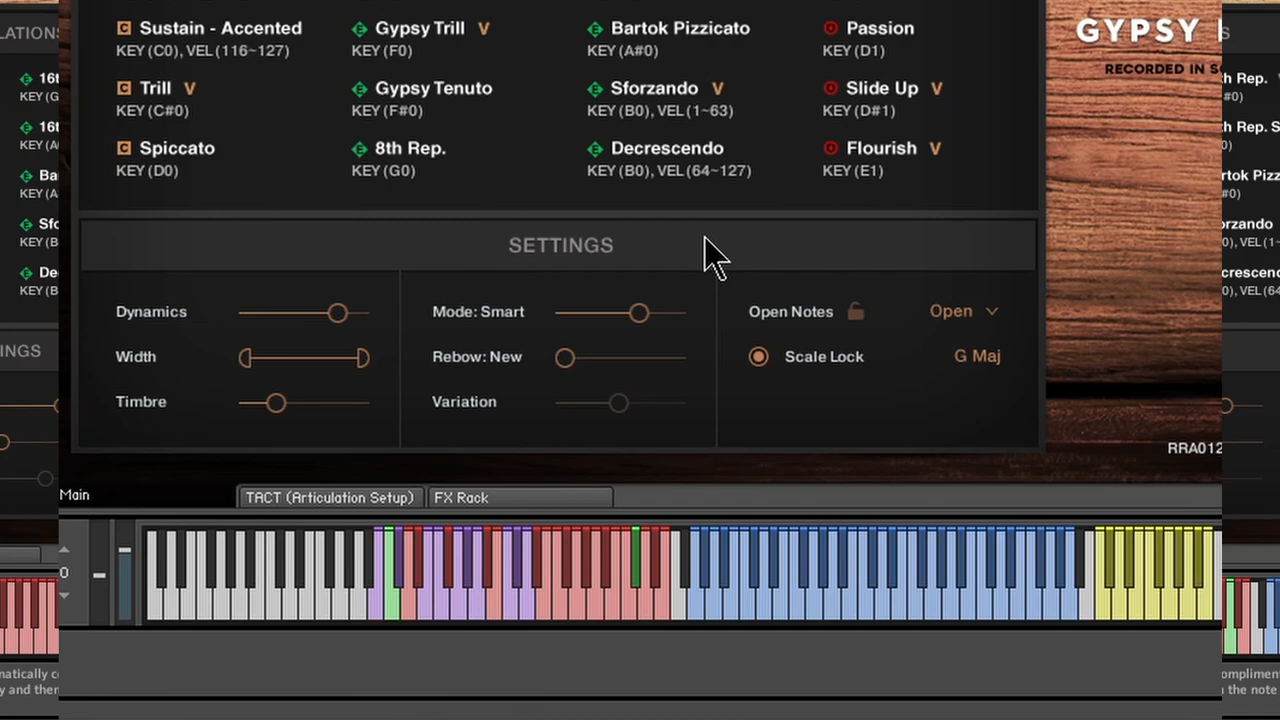 Sustain - Accented
KEY (C0), VEL (116~127)
Gypsy Trill V
KEY (F0)
Bartok Pizzicato
KEY (A#0)
Passion
KEY (D1)
Trill V
KEY (C#0)
Gypsy Tenuto
KEY (F#0)
Sforzando V
KEY (B0), VEL (1~63)
Slide Up V
KEY (D#1)
Spiccato
KEY (D0)
8th Rep.
KEY (G0)
Decrescendo
KEY (B0), VEL (64~127)
Flourish V
KEY (E1)
GYPSY
RECORDED IN
SETTINGS
Dynamics
Width
Timbre
Mode: Smart
Rebow: New
Variation
Open Notes Open
Scale Lock G Maj
RRA012
Main
TACT (Articulation Setup)
FX Rack
0